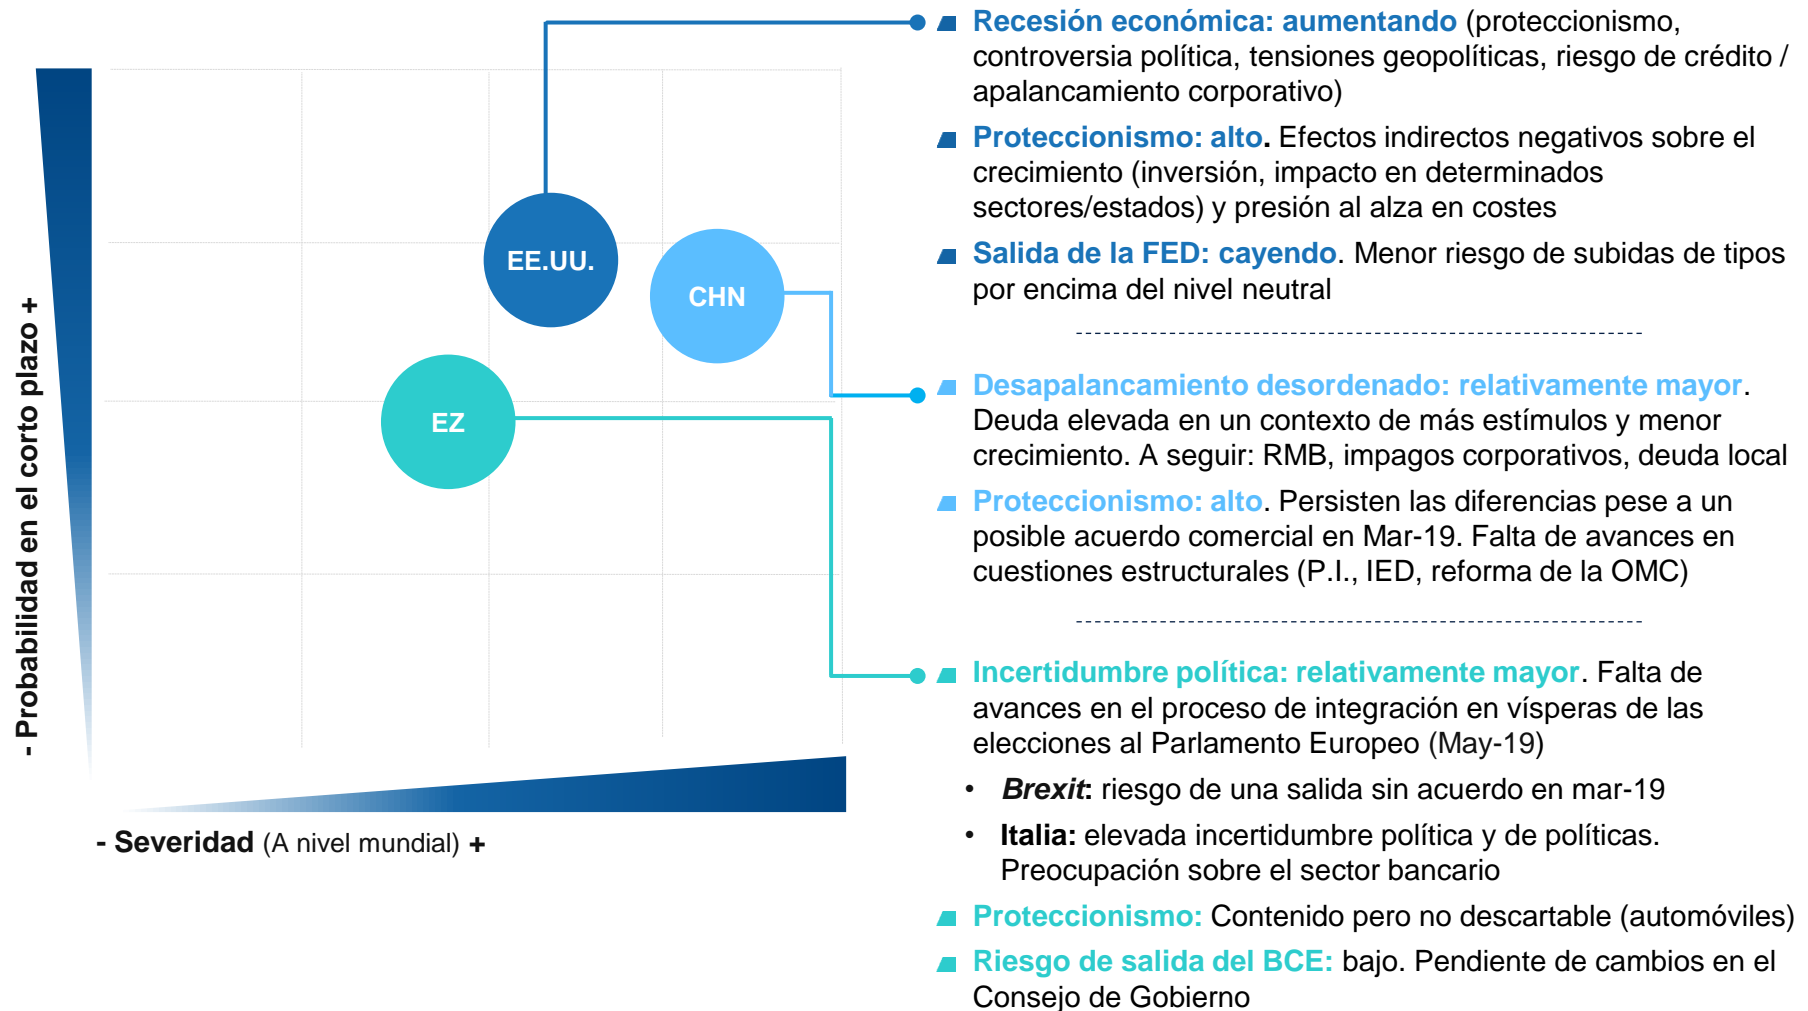 - Probabilidad en el corto plazo +
EE.UU.
CHN
EZ
- Severidad (A nivel mundial) +
Recesión económica: aumentando (proteccionismo,
controversia política, tensiones geopolíticas, riesgo de crédito /
apalancamiento corporativo)
Proteccionismo: alto. Efectos indirectos negativos sobre el
crecimiento (inversión, impacto en determinados
sectores/estados) y presión al alza en costes
Salida de la FED: cayendo. Menor riesgo de subidas de tipos
por encima del nivel neutral
Desapalancamiento desordenado: relativamente mayor.
Deuda elevada en un contexto de más estímulos y menor
crecimiento. A seguir: RMB, impagos corporativos, deuda local
Proteccionismo: alto. Persisten las diferencias pese a un
posible acuerdo comercial en Mar-19. Falta de avances en
cuestiones estructurales (P.I., IED, reforma de la OMC)
Incertidumbre política: relativamente mayor. Falta de
avances en el proceso de integración en vísperas de las
elecciones al Parlamento Europeo (May-19)
• Brexit: riesgo de una salida sin acuerdo en mar-19
• Italia: elevada incertidumbre política y de políticas.
Preocupación sobre el sector bancario
Proteccionismo: Contenido pero no descartable (automóviles)
Riesgo de salida del BCE: bajo. Pendiente de cambios en el
Consejo de Gobierno